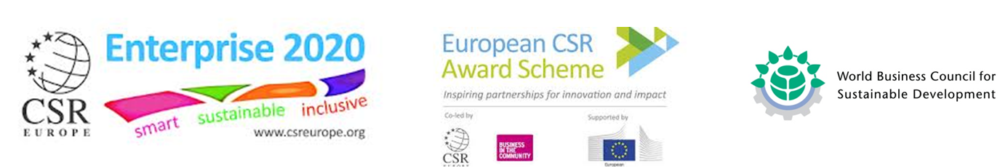 CSR
EUROPE
Enterprise 2020
smart
sustainable
inclusive
www.csreurope.org
European CSR
Award Scheme
Inspiring partnerships for innovation and impact
Co-led by
Supported by
CSR
BUSINESS
IN THE
COMMUNITY
European
World Business Council for
Sustainable Development